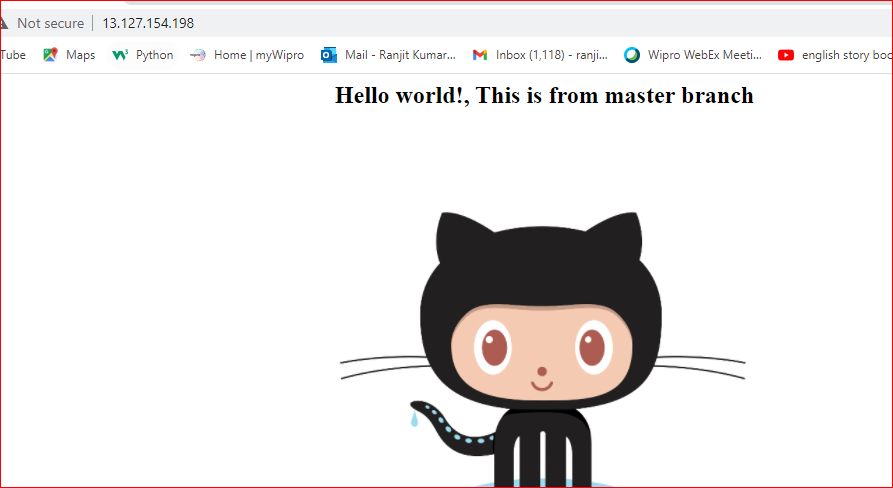 Not secure 13.127.154.198
Tube Maps Python Home | myWipro Mail - Ranjit Kumar... Inbox (1,118) - ranji... Wipro WebEx Meeti... english story boo
Hello world!, This is from master branch